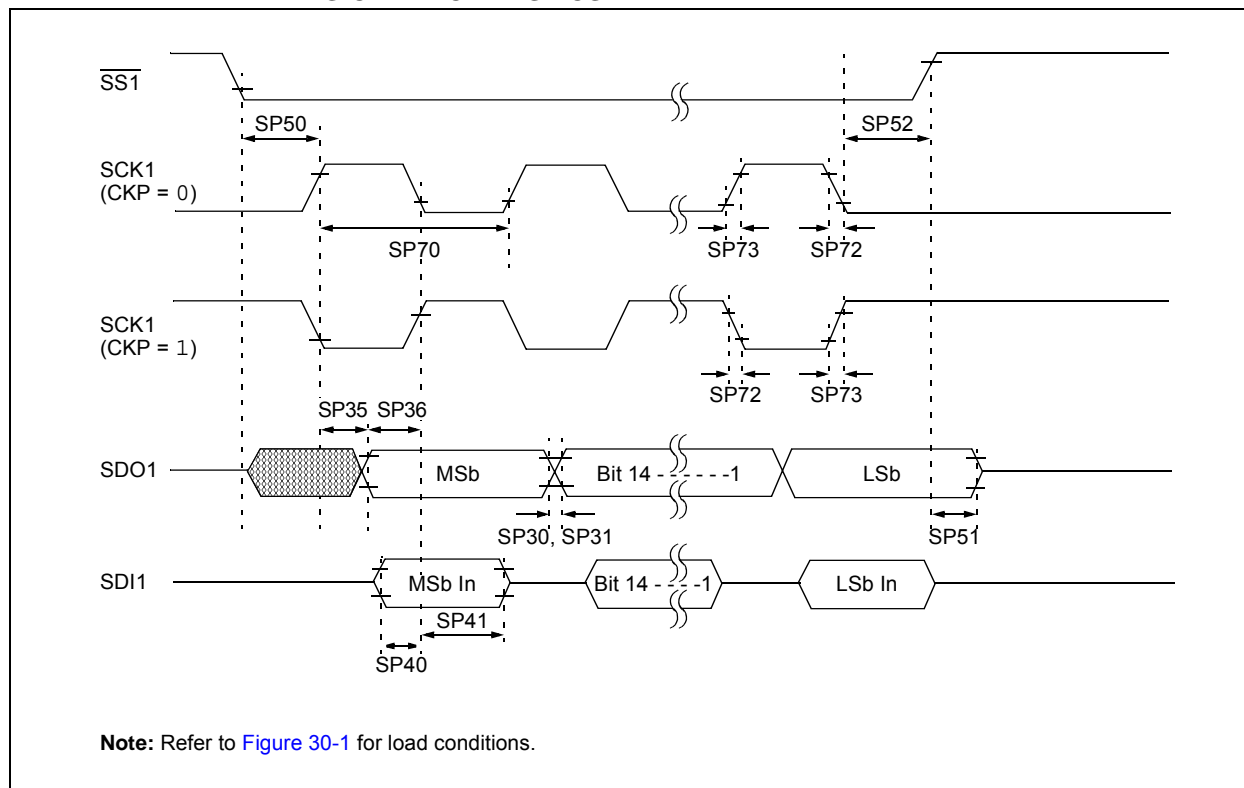 SS1
SP50
SP52
SCK1
(CKP = 0)
SP70
SP73
SP72
SCK1
(CKP = 1)
SP72
SP73
SP35
SP36
SDO1
MSb
Bit 14 - - - - - -1
LSb
SP30, SP31
SP51
SDI1
MSb In
Bit 14 - - - -1
LSb In
SP41
SP40
Note: Refer to Figure 30-1 for load conditions.